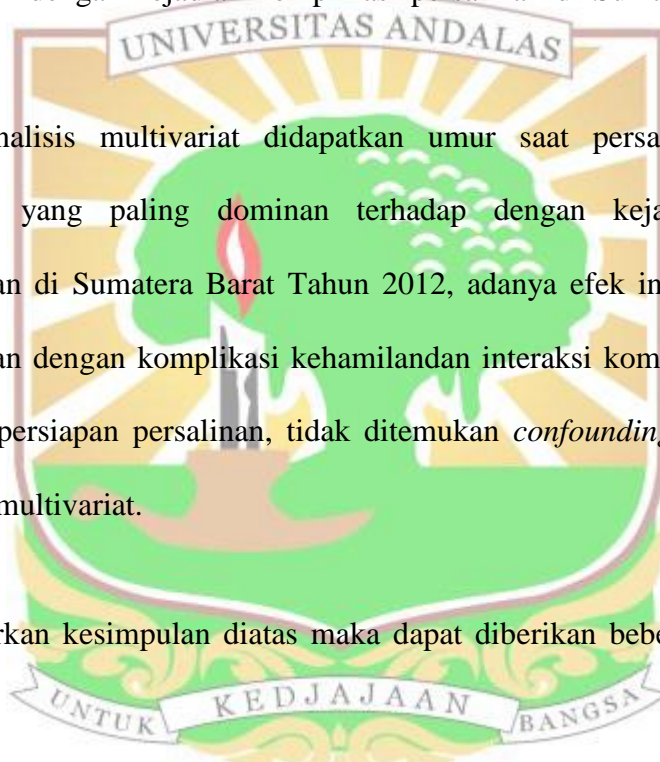 dengan
UNIVERSITAS ANDALAS
nalisis multivariat didapatkan umur saat persa
yang paling dominan terhadap dengan keja
an di Sumatera Barat Tahun 2012, adanya efek in
an dengan komplikasi kehamilandan interaksi kom
persiapan persalinan, tidak ditemukan confounding
multivariat.
rkan kesimpulan diatas maka dapat diberikan bebe
UNTUK KEDJAJAAN BANGSA